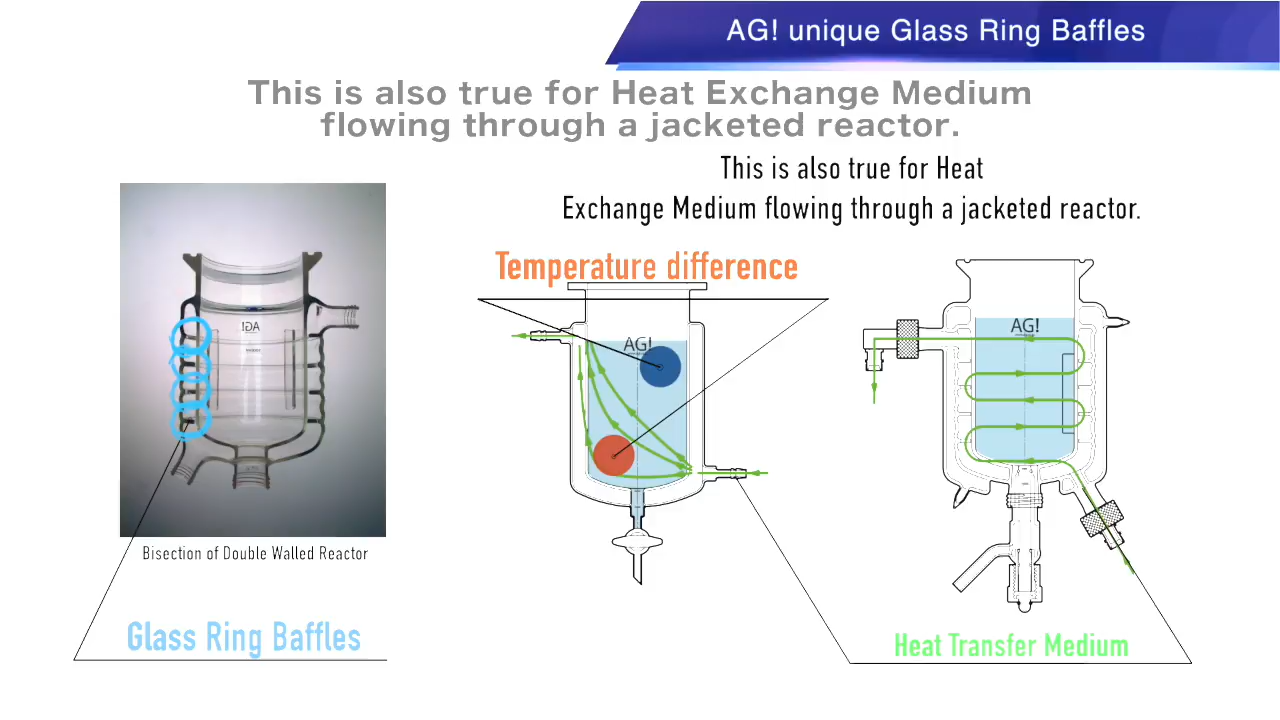 AG! unique Glass Ring Baffles
This is also true for Heat Exchange Medium
flowing through a jacketed reactor.
This is also true for Heat
Exchange Medium flowing through a jacketed reactor.
Temperature difference
AG!
AG!
AG!
Bisection of Double Walled Reactor
Glass Ring Baffles
Heat Transfer Medium